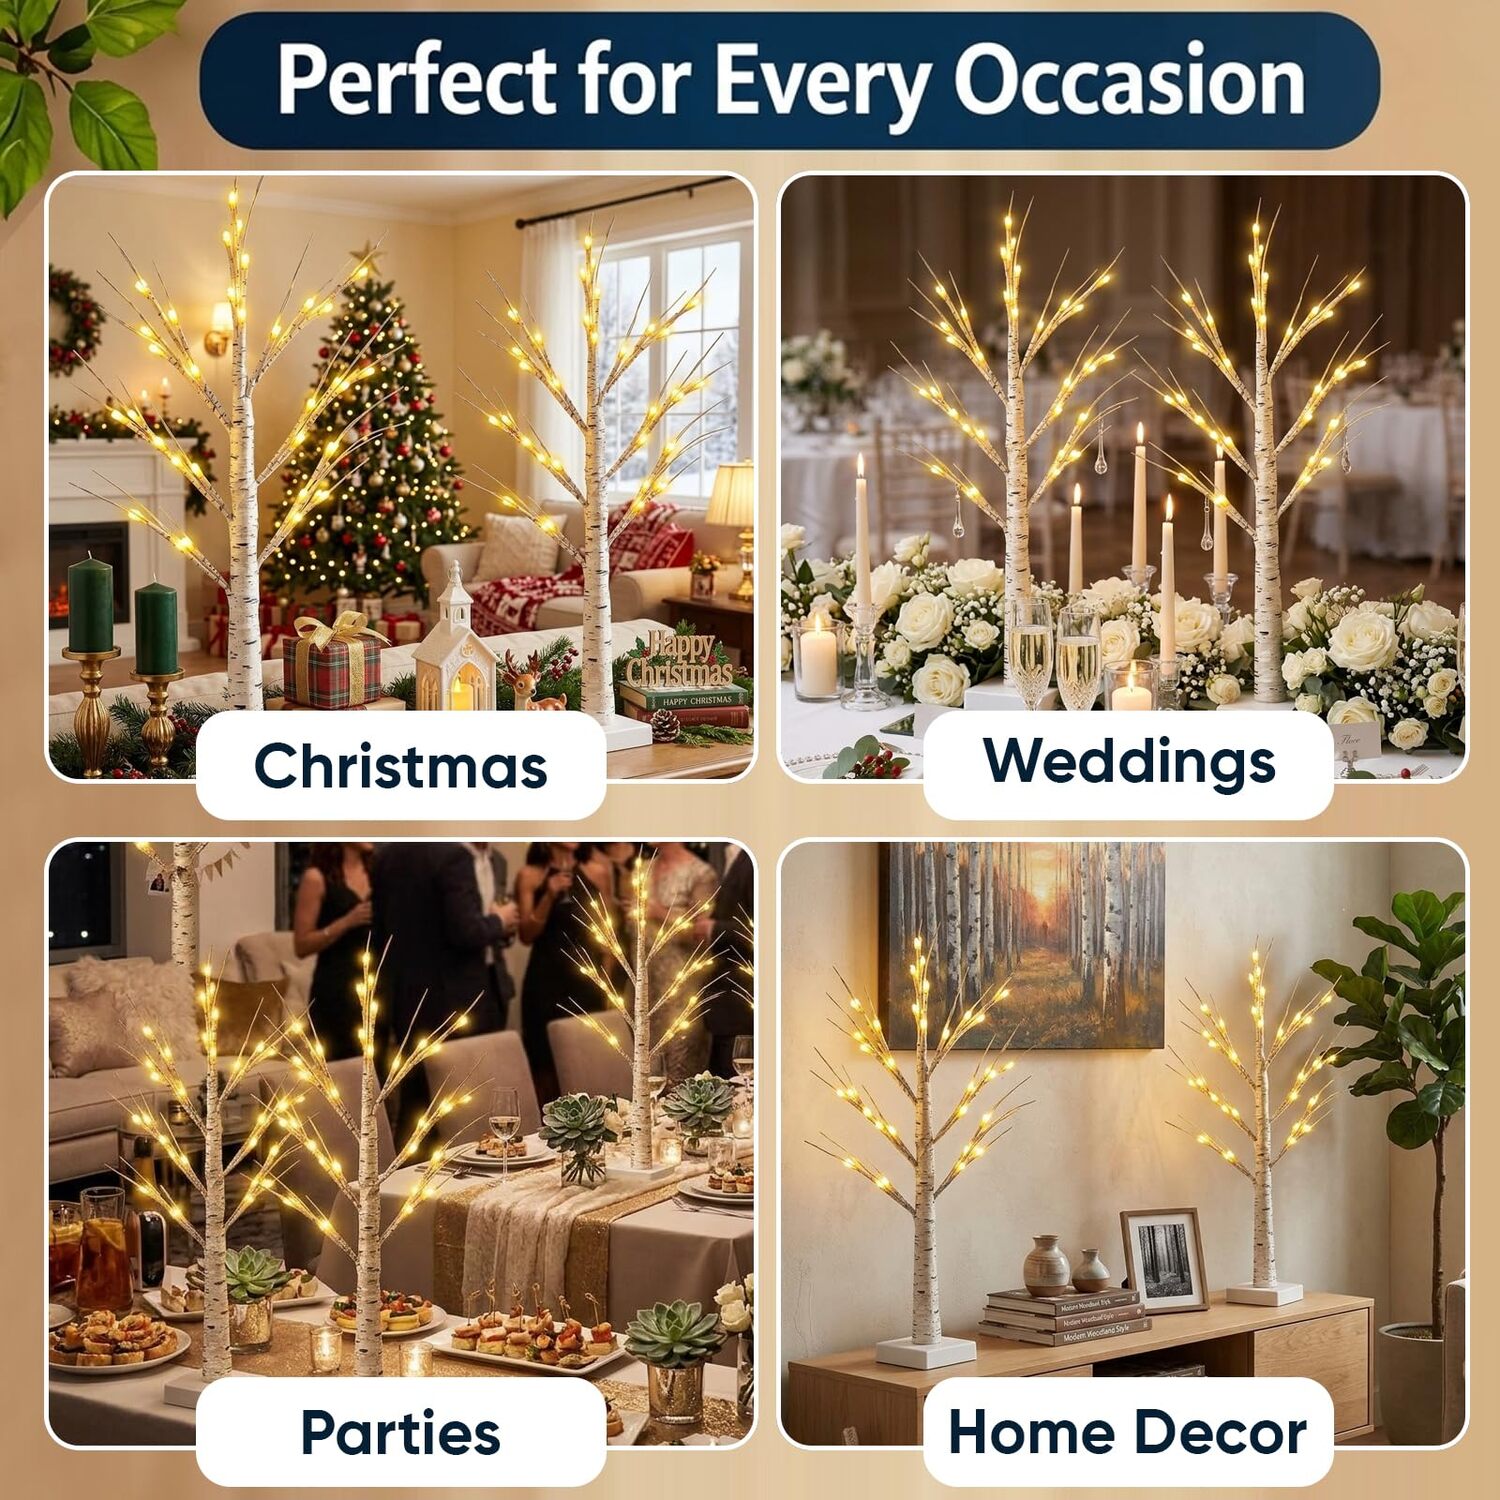 Perfect for Every Occasion
Happy
Christmas
HAPPY CHRISTMAS
Christmas
Weddings
Modern Woodland Style
Parties
Home Decor